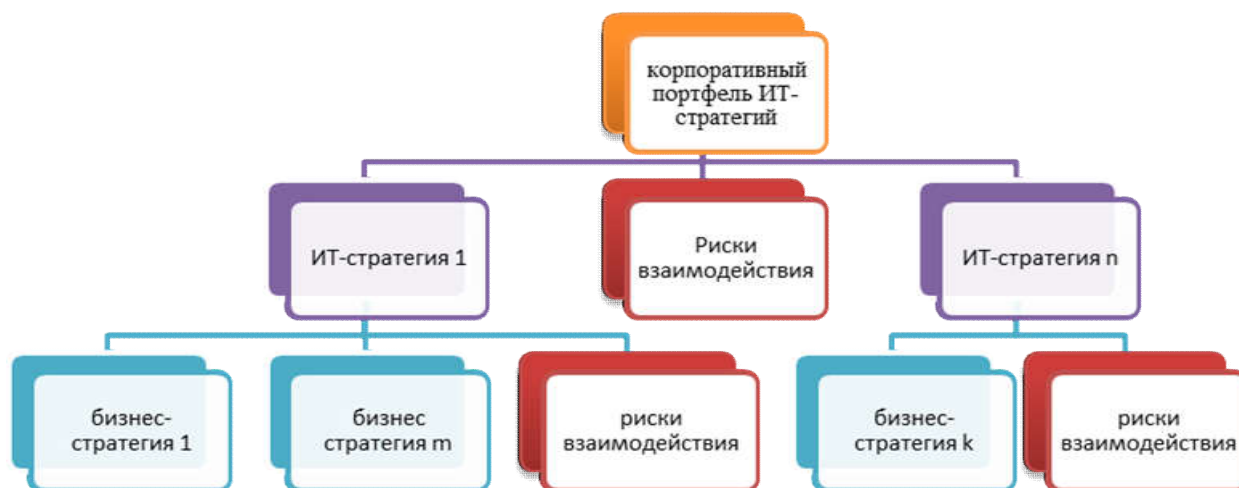 корпоративный
портфель ИТ-
стратегий
ИТ-стратегия 1
Риски
взаимодействия
ИТ-стратегия n
бизнес-
стратегия 1
бизнес
стратегия m
риски
взаимодействия
бизнес-
стратегия k
риски
взаимодействия